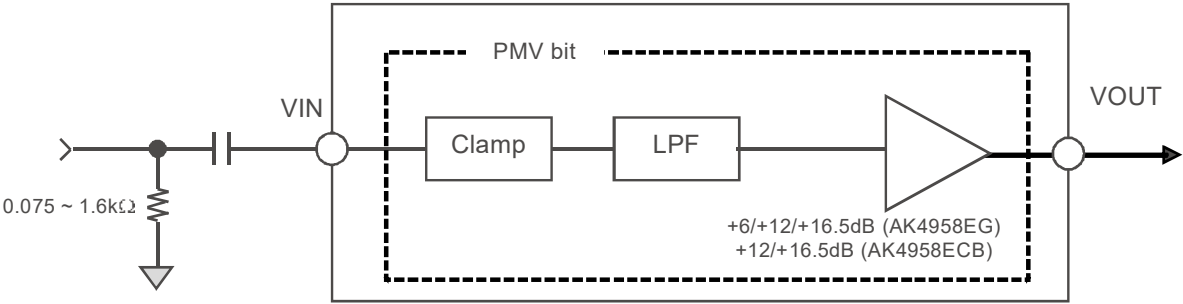 PMV bit
VIN
VOUT
Clamp
LPF
0.075 ~ 1.6kΩ
+6/+12/+16.5dB (AK4958EG)
+12/+16.5dB (AK4958ECB)